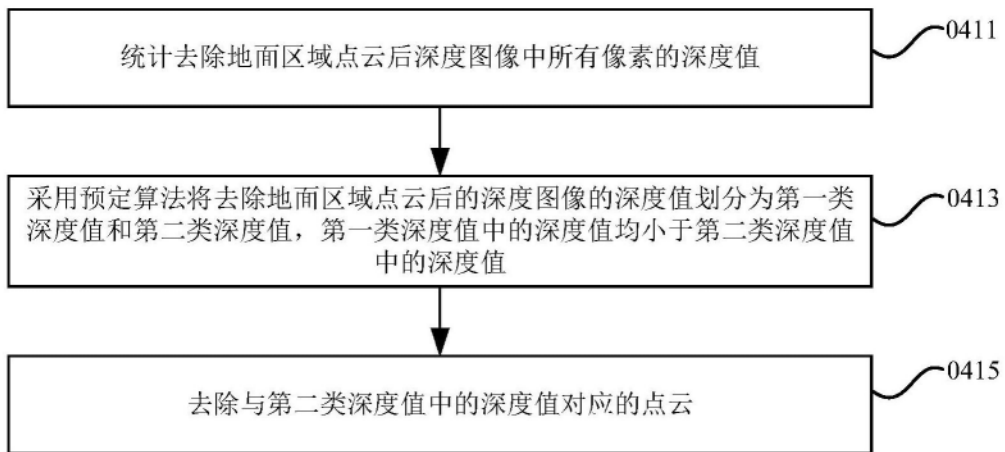 统计去除地面区域点云后深度图像中所有像素的深度值
0411
采用预定算法将去除地面区域点云后的深度图像的深度值划分为第一类
深度值和第二类深度值，第一类深度值中的深度值均小于第二类深度值
中的深度值
0413
去除与第二类深度值中的深度值对应的点云
0415